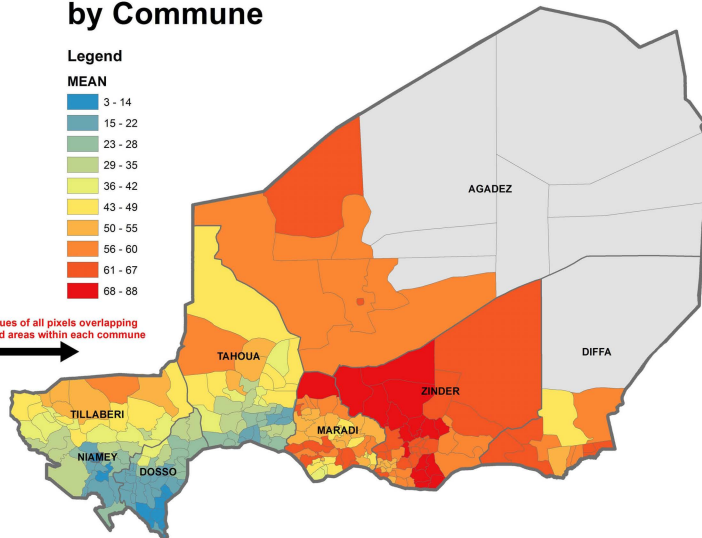 by Commune
Legend
MEAN
3 - 14
15 - 22
23 - 28
29 - 35
36 - 42
43 - 49
50 - 55
56 - 60
61 - 67
68 - 88
of all pixels overlapping
areas within each commune
AGADEZ
DIFFA
TAHOUA
ZINDER
TILLABERI
MARADI
NIAMEY
DOSSO